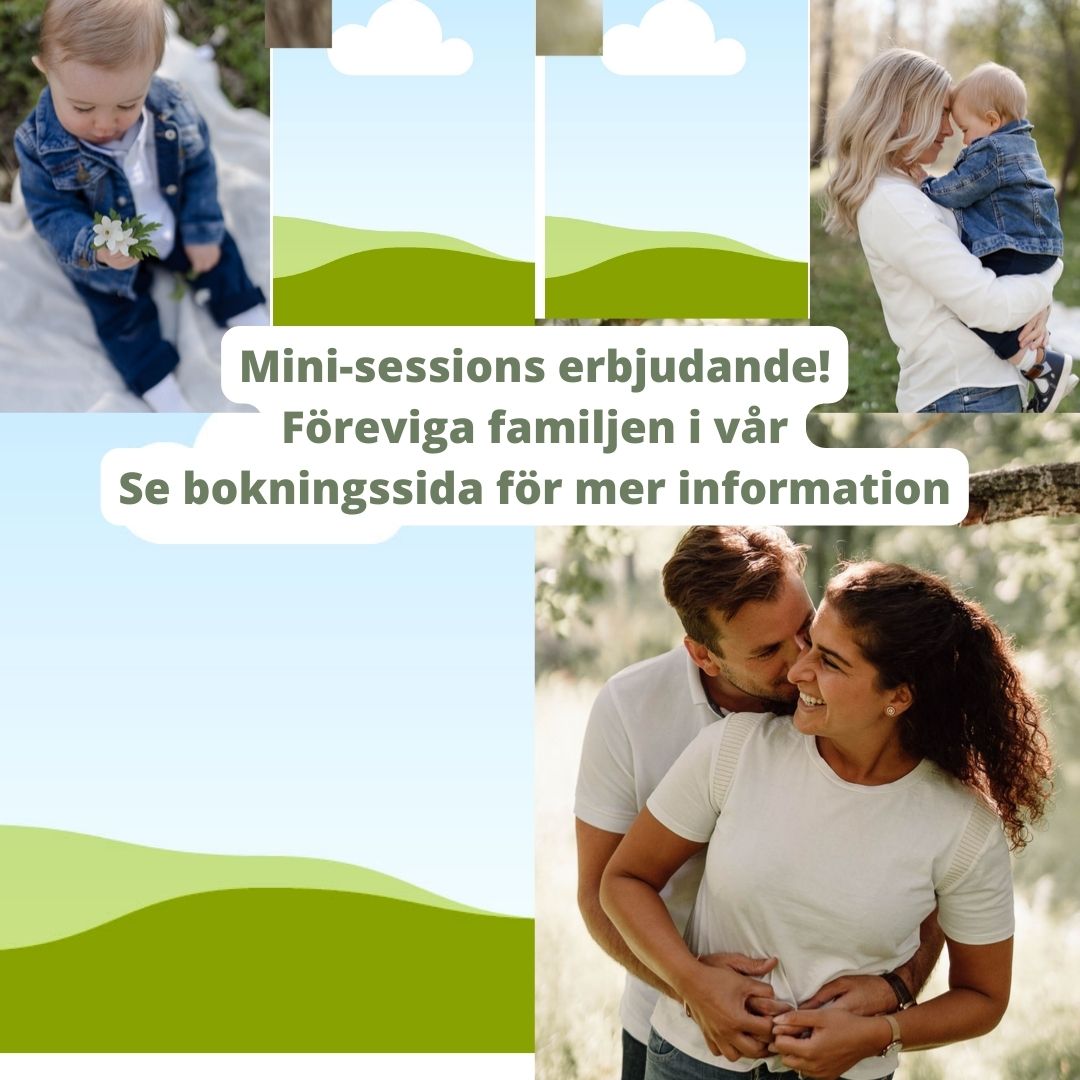 Mini-sessions erbjudande!
Föreviga familjen i vår
Se bokningssida för mer information